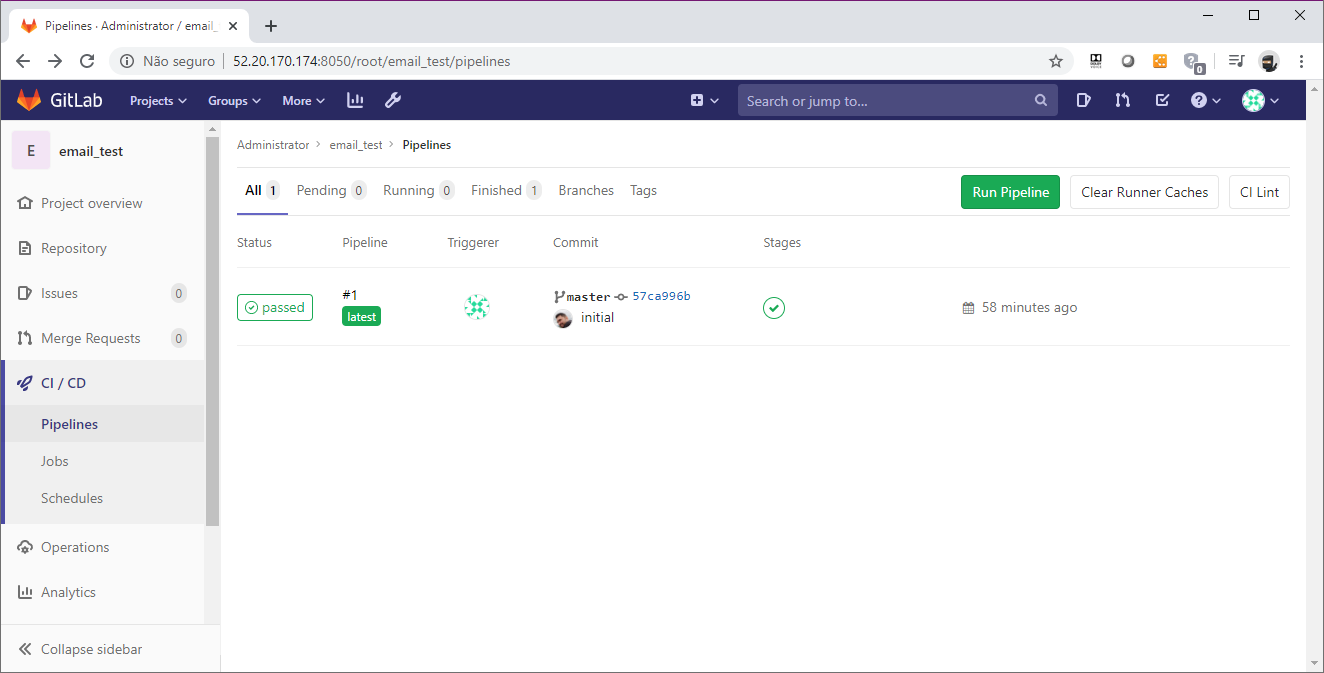 Pipelines · Administrator / email_
Não seguro
52.20.170.174:8050/root/email_test/pipelines
0
GitLab
Projects
Groups
More
Search or jump to...
E
email_test
Project overview
Repository
Issues 0
Merge Requests 0
CI / CD
Pipelines
Jobs
Schedules
Operations
Analytics
Collapse sidebar
Administrator > email_test > Pipelines
All 1 Pending 0 Running 0 Finished 1 Branches Tags
Run Pipeline Clear Runner Caches CI Lint
Status Pipeline Triggerer Commit Stages
passed
#1
latest
master 57ca996b
initial
58 minutes ago